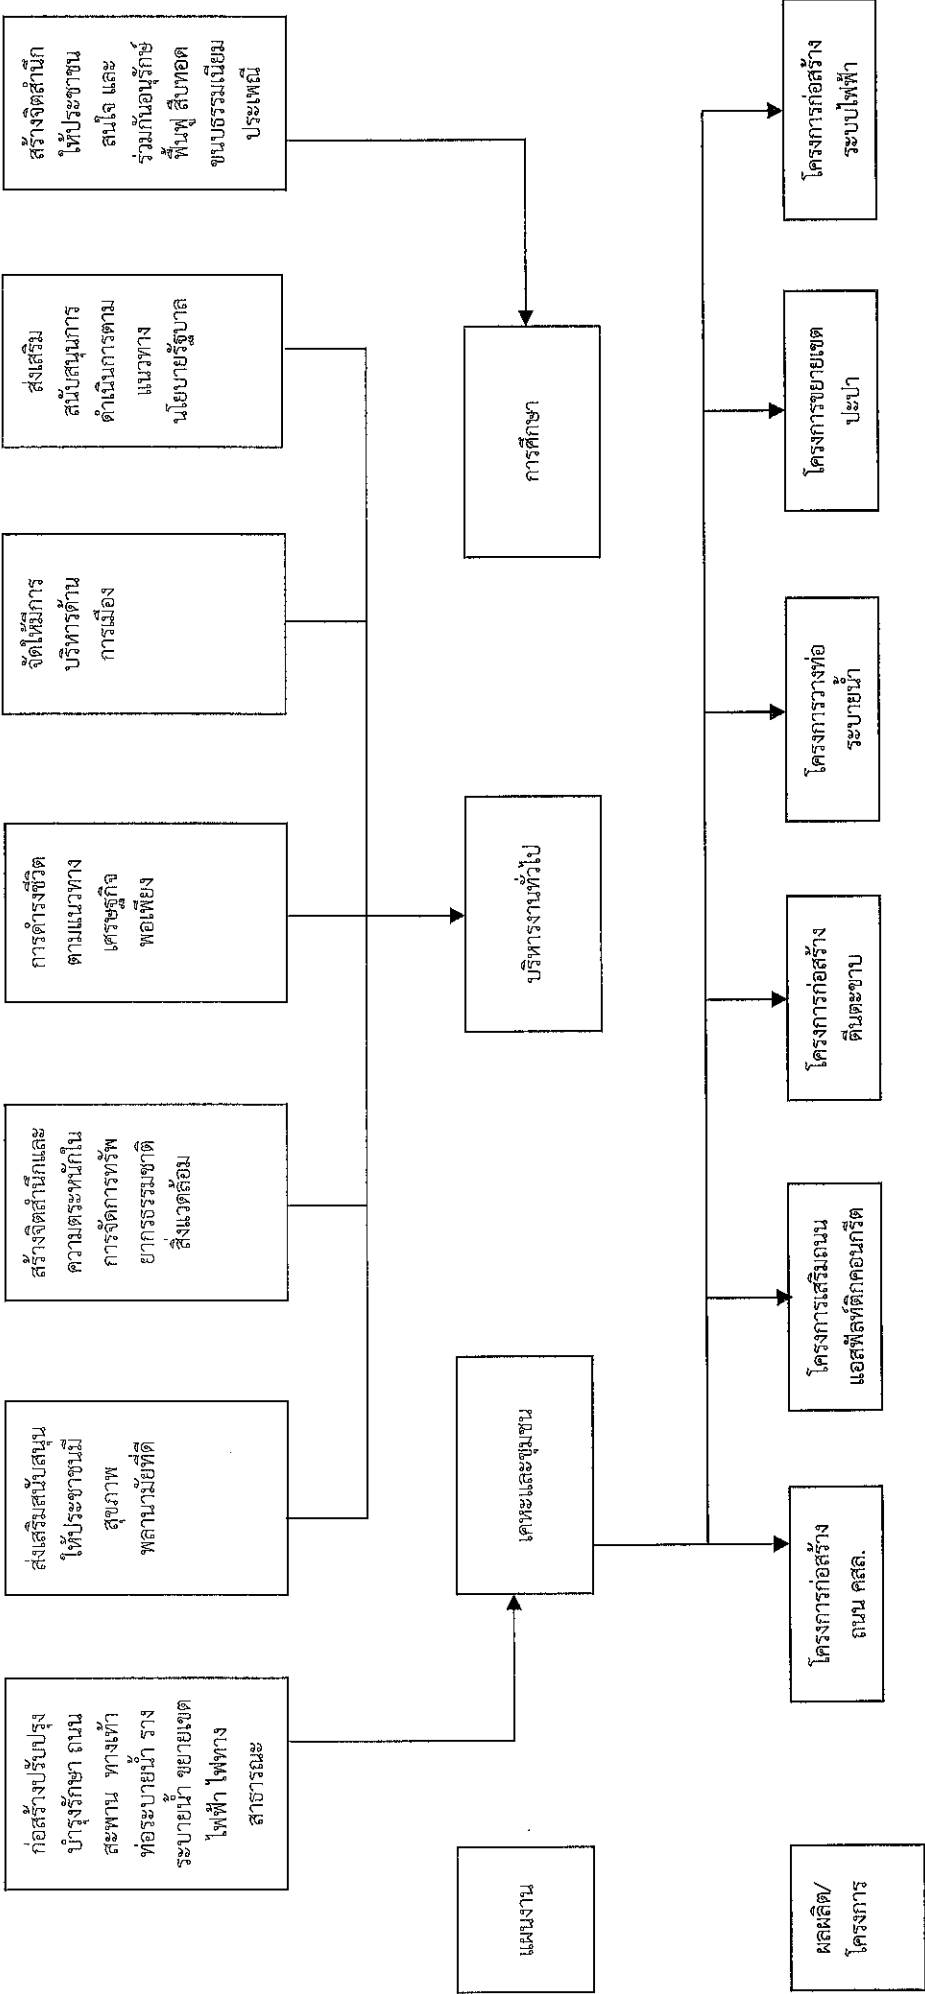 ก่อสร้างปรับปรุง
บำรุงรักษา ถนน
สะพาน ทางเท้า
ท่อระบายน้ำ ราง
ระบายน้ำ ขยายเขต
ไฟฟ้า ไฟทาง
สาธารณะ
ส่งเสริมสนับสนุน
ให้ประชาชนมี
สุขภาพ
พลานามัยที่ดี
สร้างจิตสำนึกและ
ความตระหนักใน
การจัดการทรัพ
ยากรธรรมชาติ
สิ่งแวดล้อม
การดำรงชีวิต
ตามแนวทาง
เศรษฐกิจ
พอเพียง
จัดให้มีการ
บริหารด้าน
การเมือง
ส่งเสริม
สนับสนุนการ
ดำเนินการตาม
แนวทาง
นโยบายรัฐบาล
สร้างจิตสำนึก
ให้ประชาชน
สนใจ และ
ร่วมกันอนุรักษ์
ฟื้นฟู สืบทอด
ขนบธรรมเนียม
ประเพณี
แผนงาน
เคหะและชุมชน
บริหารงานทั่วไป
การศึกษา
ผลผลิต/
โครงการ
โครงการก่อสร้าง
ถนน คสล.
โครงการเสริมถนน
แอสฟัลท์ติกคอนกรีต
โครงการก่อสร้าง
ตีนตะขาบ
โครงการวางท่อ
ระบายน้ำ
โครงการขยายเขต
ปะปา
โครงการก่อสร้าง
ระบบไฟฟ้า